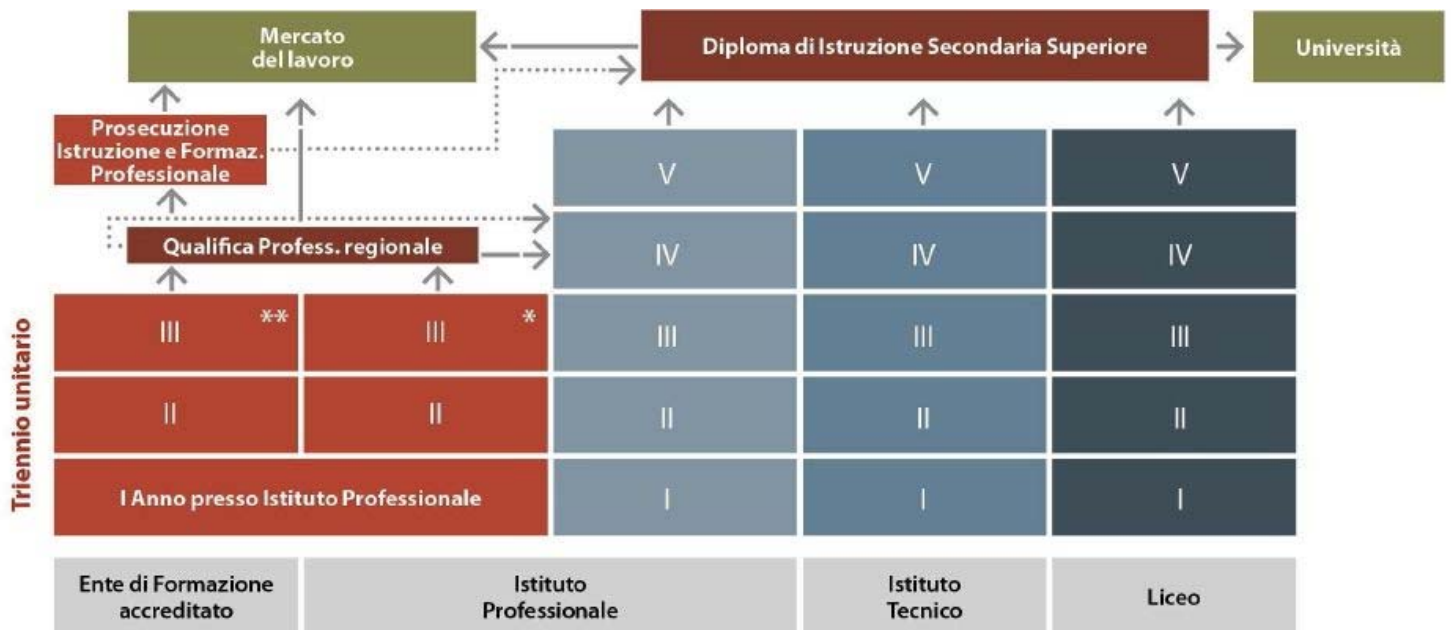 Mercato
del lavoro
Diploma di Istruzione Secondaria Superiore
Università
Prosecuzione
Istruzione e Formaz.
Professionale
V
V
V
Qualifica Profess. regionale
IV
IV
IV
Triennio unitario
III **
III *
III
III
III
II
II
II
II
II
I Anno presso Istituto Professionale
I
I
I
Ente di Formazione
accreditato
Istituto
Professionale
Istituto
Tecnico
Liceo